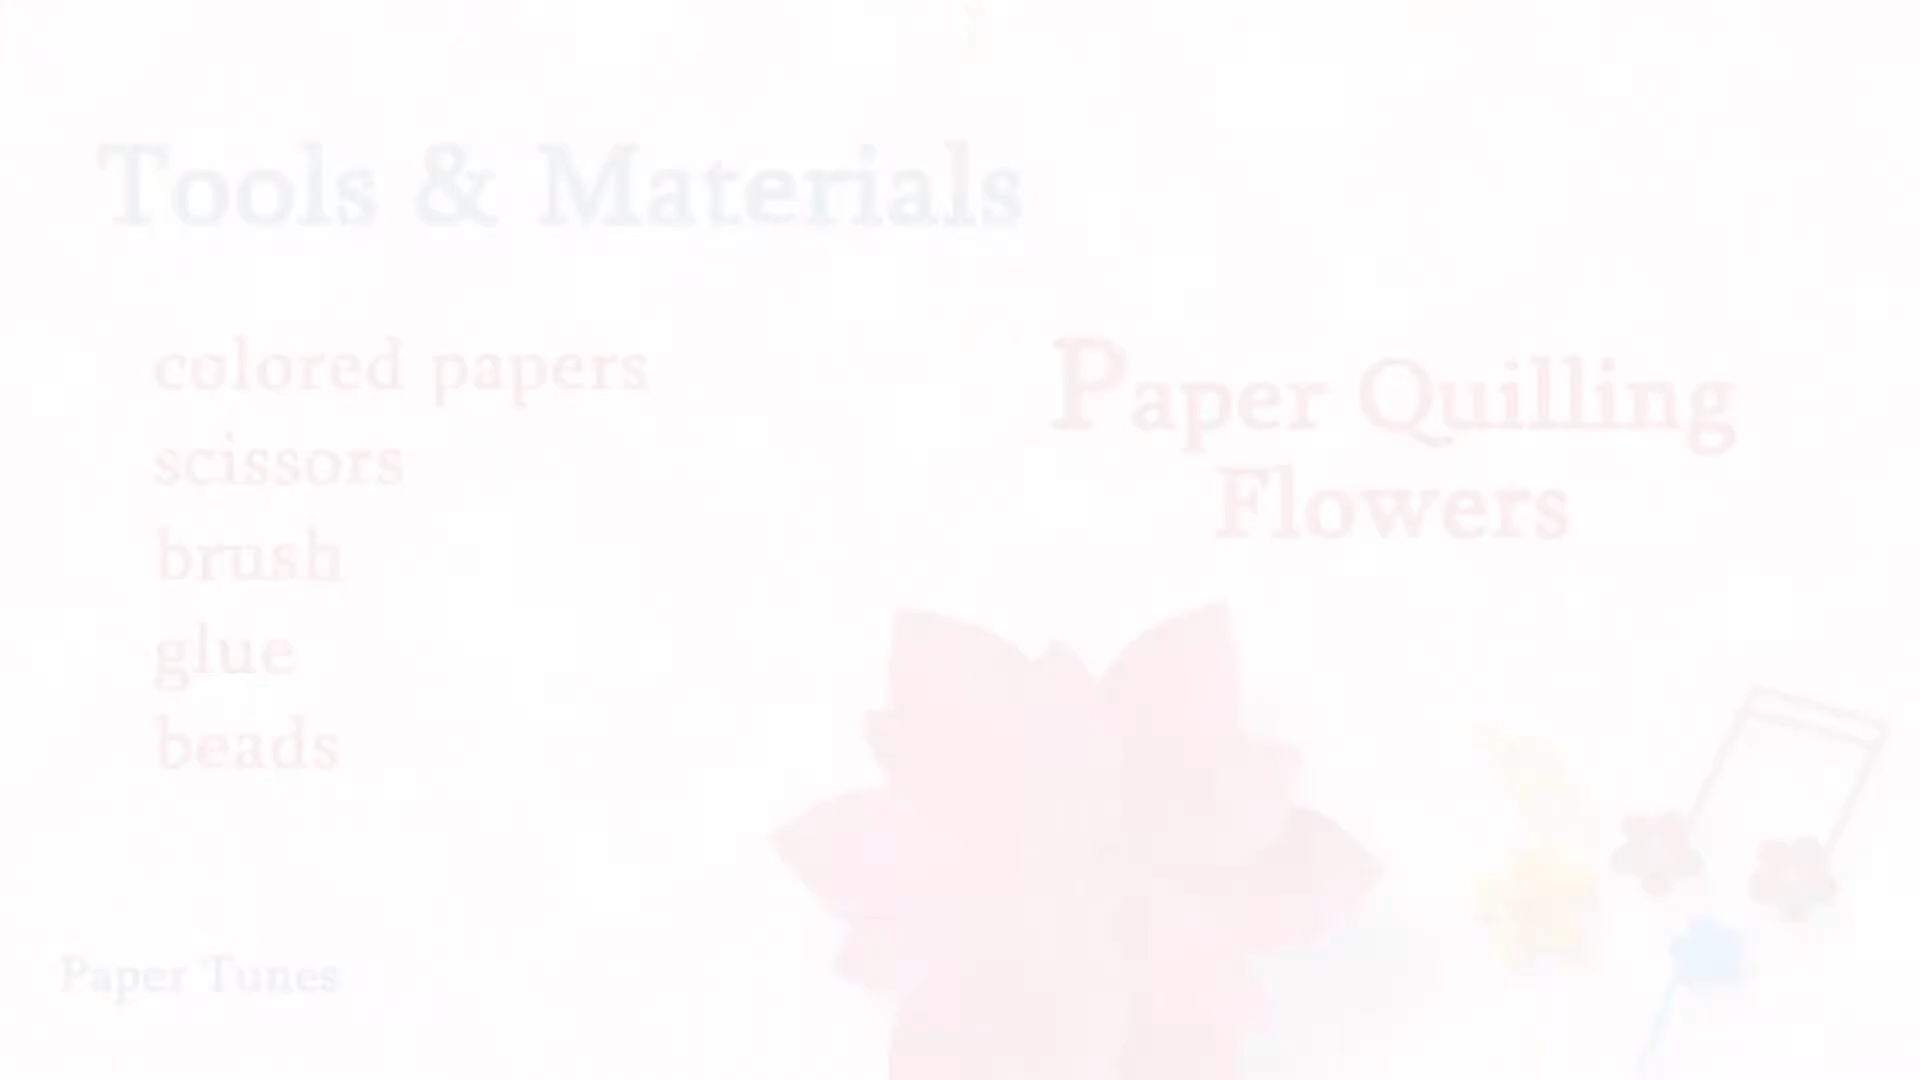 Tools & Materials
colored papers
scissors
brush
glue
beads
Paper Quilling
Flowers
Paper Tunes